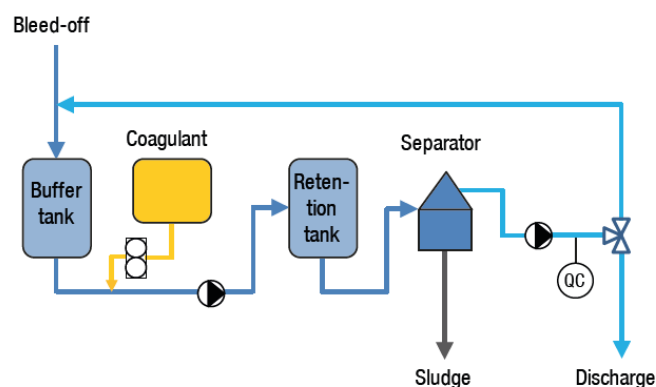 Bleed-off
Coagulant
Separator
Buffer
tank
Reten-
tion
tank
QC
Sludge
Discharge